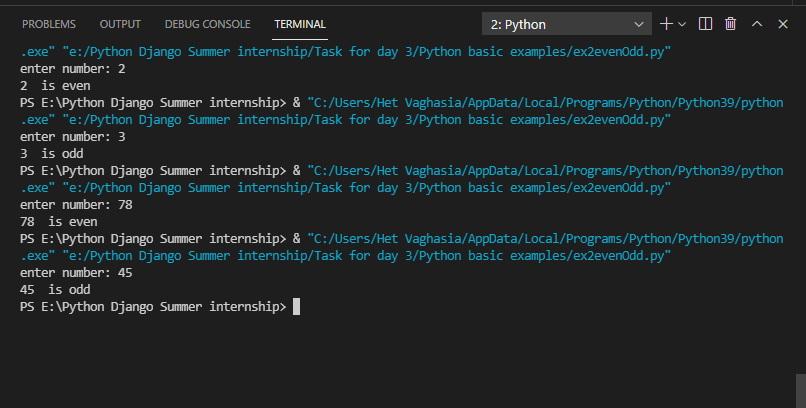 PROBLEMS OUTPUT DEBUG CONSOLE TERMINAL 2: Python
.exe" "e:/Python Django Summer internship/Task for day 3/Python basic examples/ex2evenOdd.py"
enter number: 2
2  is even
PS E:\Python Django Summer internship> & "C:/Users/Het Vaghasia/AppData/Local/Programs/Python/Python39/python
.exe" "e:/Python Django Summer internship/Task for day 3/Python basic examples/ex2evenOdd.py"
enter number: 3
3  is odd
PS E:\Python Django Summer internship> & "C:/Users/Het Vaghasia/AppData/Local/Programs/Python/Python39/python
.exe" "e:/Python Django Summer internship/Task for day 3/Python basic examples/ex2evenOdd.py"
enter number: 78
78  is even
PS E:\Python Django Summer internship> & "C:/Users/Het Vaghasia/AppData/Local/Programs/Python/Python39/python
.exe" "e:/Python Django Summer internship/Task for day 3/Python basic examples/ex2evenOdd.py"
enter number: 45
45  is odd
PS E:\Python Django Summer internship>